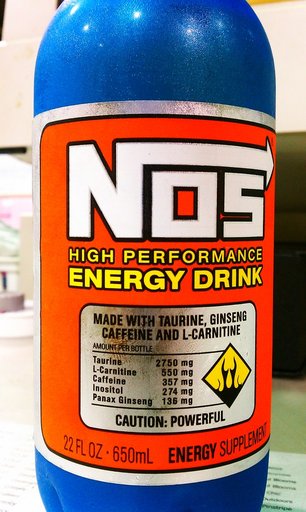 NOS
HIGH PERFORMANCE
ENERGY DRINK
MADE WITH TAURINE, GINSENG
CAFFEINE AND L-CARNITINE
AMOUNT PER BOTTLE
Taurine 2750 mg
L-Carnitine 550 mg
Caffeine 357 mg
Inositol 274 mg
Panax Ginseng 136 mg
CAUTION: POWERFUL
22 FL OZ · 650mL ENERGY SUPPLEMENT